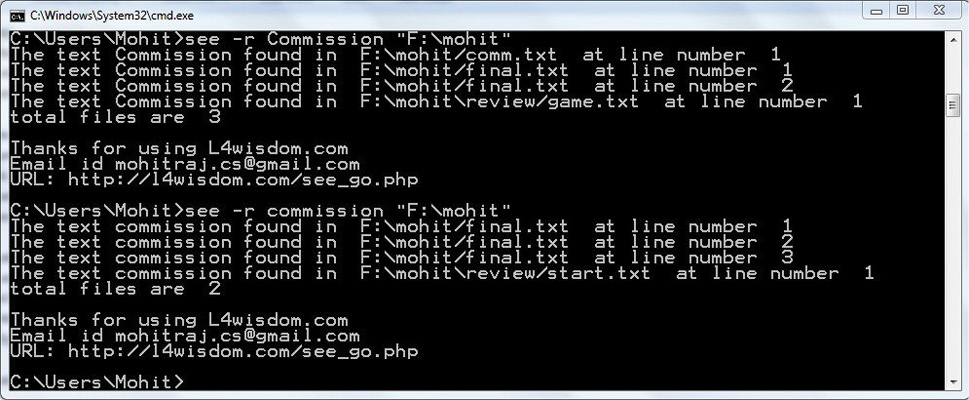 C:\Windows\System32\cmd.exe
C:\Users\Mohit>see -r Commission "F:\mohit"
The text Commission found in  F:\mohit/comm.txt  at line number  1
The text Commission found in  F:\mohit/final.txt  at line number  1
The text Commission found in  F:\mohit/final.txt  at line number  2
The text Commission found in  F:\mohit\review/game.txt  at line number  1
total files are  3
Thanks for using L4wisdom.com
Email id mohitraj.cs@gmail.com
URL: http://l4wisdom.com/see_go.php
C:\Users\Mohit>see -r commission "F:\mohit"
The text commission found in  F:\mohit/final.txt  at line number  1
The text commission found in  F:\mohit/final.txt  at line number  2
The text commission found in  F:\mohit/final.txt  at line number  3
The text commission found in  F:\mohit\review/start.txt  at line number  1
total files are  2
Thanks for using L4wisdom.com
Email id mohitraj.cs@gmail.com
URL: http://l4wisdom.com/see_go.php
C:\Users\Mohit>